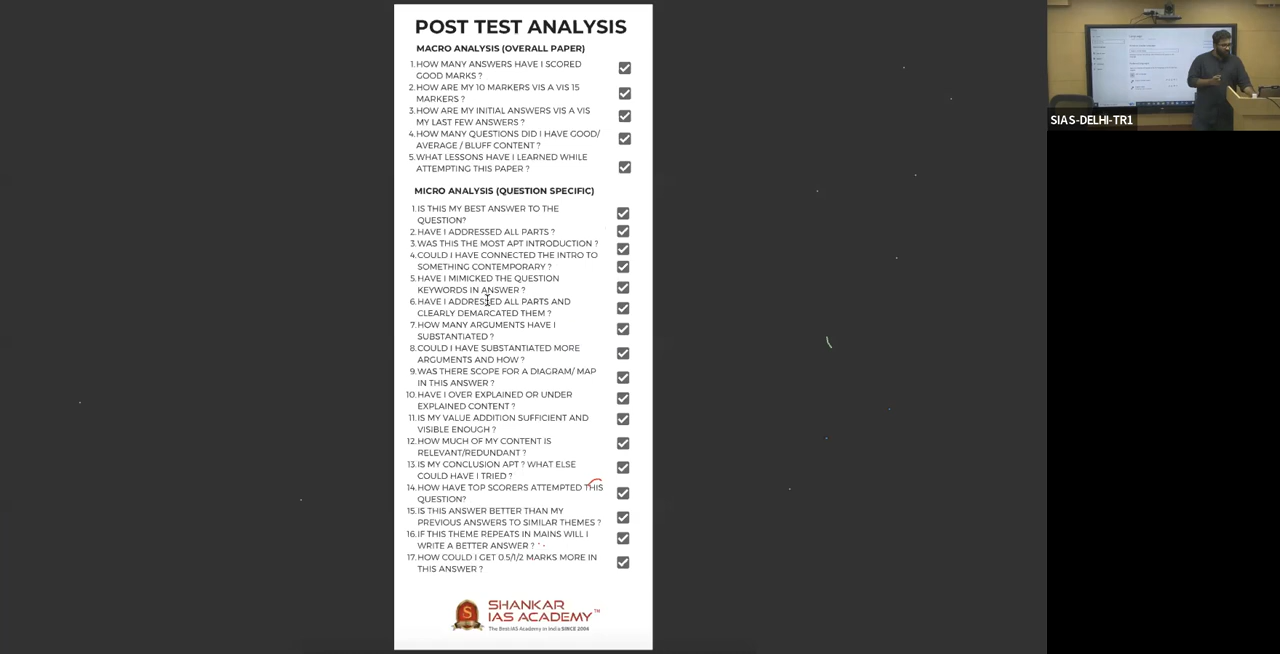 POST TEST ANALYSIS
MACRO ANALYSIS (OVERALL PAPER)
1. HOW MANY ANSWERS HAVE I SCORED
GOOD MARKS ?
2. HOW ARE MY 10 MARKERS VIS A VIS 15
MARKERS ?
3. HOW ARE MY INITIAL ANSWERS VIS A VIS
MY LAST FEW ANSWERS ?
4. HOW MANY QUESTIONS DID I HAVE GOOD/
AVERAGE / BLUFF CONTENT ?
5. WHAT LESSONS HAVE I LEARNED WHILE
ATTEMPTING THIS PAPER ?
MICRO ANALYSIS (QUESTION SPECIFIC)
1. IS THIS MY BEST ANSWER TO THE
QUESTION?
2. HAVE I ADDRESSED ALL PARTS ?
3. WAS THIS THE MOST APT INTRODUCTION ?
4. COULD I HAVE CONNECTED THE INTRO TO
SOMETHING CONTEMPORARY ?
5. HAVE I MIMICKED THE QUESTION
KEYWORDS IN ANSWER ?
6. HAVE I ADDRESSED ALL PARTS AND
CLEARLY DEMARCATED THEM ?
7. HOW MANY ARGUMENTS HAVE I
SUBSTANTIATED ?
8. COULD I HAVE SUBSTANTIATED MORE
ARGUMENTS AND HOW ?
9. WAS THERE SCOPE FOR A DIAGRAM/ MAP
IN THIS ANSWER ?
10. HAVE I OVER EXPLAINED OR UNDER
EXPLAINED CONTENT ?
11. IS MY VALUE ADDITION SUFFICIENT AND
VISIBLE ENOUGH ?
12. HOW MUCH OF MY CONTENT IS
RELEVANT/REDUNDANT ?
13. IS MY CONCLUSION APT ? WHAT ELSE
COULD HAVE I TRIED ?
14. HOW HAVE TOP SCORERS ATTEMPTED THIS
QUESTION?
15. IS THIS ANSWER BETTER THAN MY
PREVIOUS ANSWERS TO SIMILAR THEMES ?
16. IF THIS THEME REPEATS IN MAINS WILL I
WRITE A BETTER ANSWER ?
17. HOW COULD I GET 0.5/1/2 MARKS MORE IN
THIS ANSWER ?
S
SHANKAR
IAS ACADEMY™
The Best IAS Academy in India SINCE 2004
SIAS-DELHI-TR1